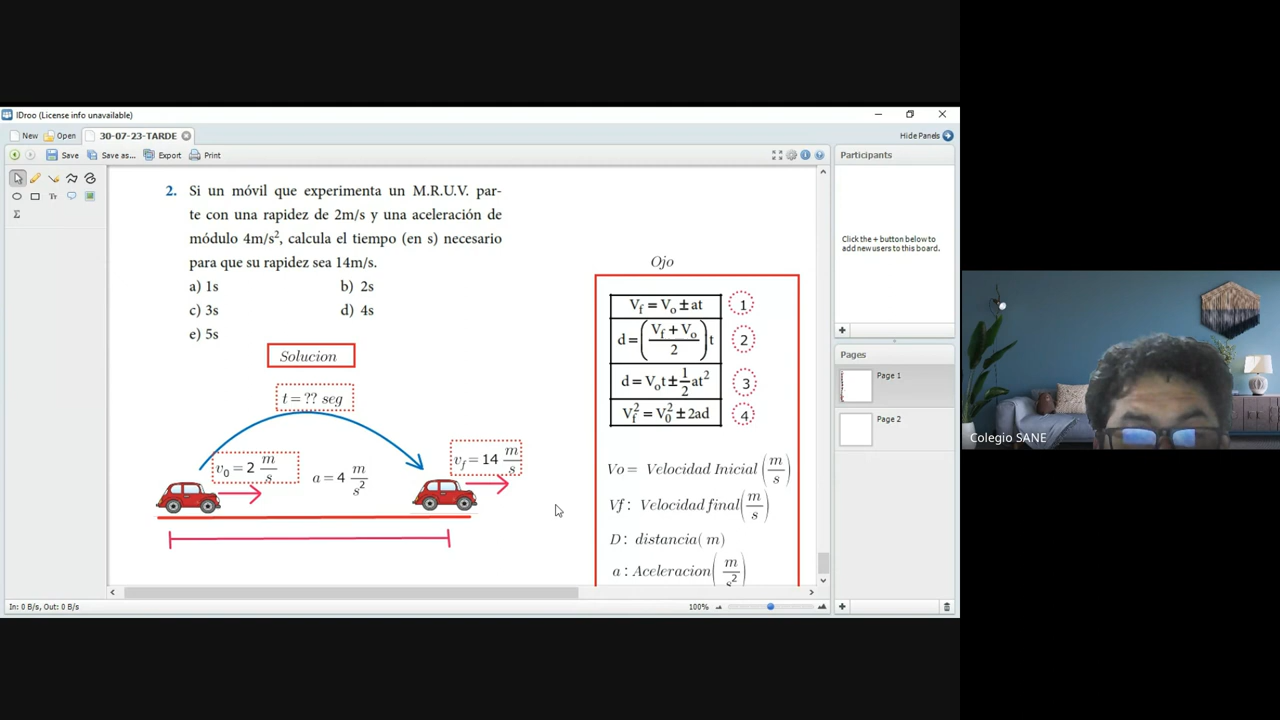 IDroo (License info unavailable)
New Open 30-07-23-TARDE Hide Panels
Save Save as... Export Print
Participants
Click the + button below to
add new users to this board.
Pages
Page 1
Page 2
2. Si un móvil que experimenta un M.R.U.V. par-
te con una rapidez de 2m/s y una aceleración de
módulo 4m/s², calcula el tiempo (en s) necesario
para que su rapidez sea 14m/s.
a) 1s b) 2s
c) 3s d) 4s
e) 5s
Solucion
t = ?? seg
v₀ = 2 m/s
a = 4 m/s²
v_f = 14 m/s
Ojo
V_f = V_o ± at 1
d = ((V_f + V_o)/2) t 2
d = V_o t ± 1/2 at² 3
V_f² = V_0² ± 2ad 4
Vo = Velocidad Inicial (m/s)
Vf : Velocidad final (m/s)
D : distancia( m)
a : Aceleracion( m/s² )
In: 0 B/s, Out: 0 B/s 100%
Colegio SANE